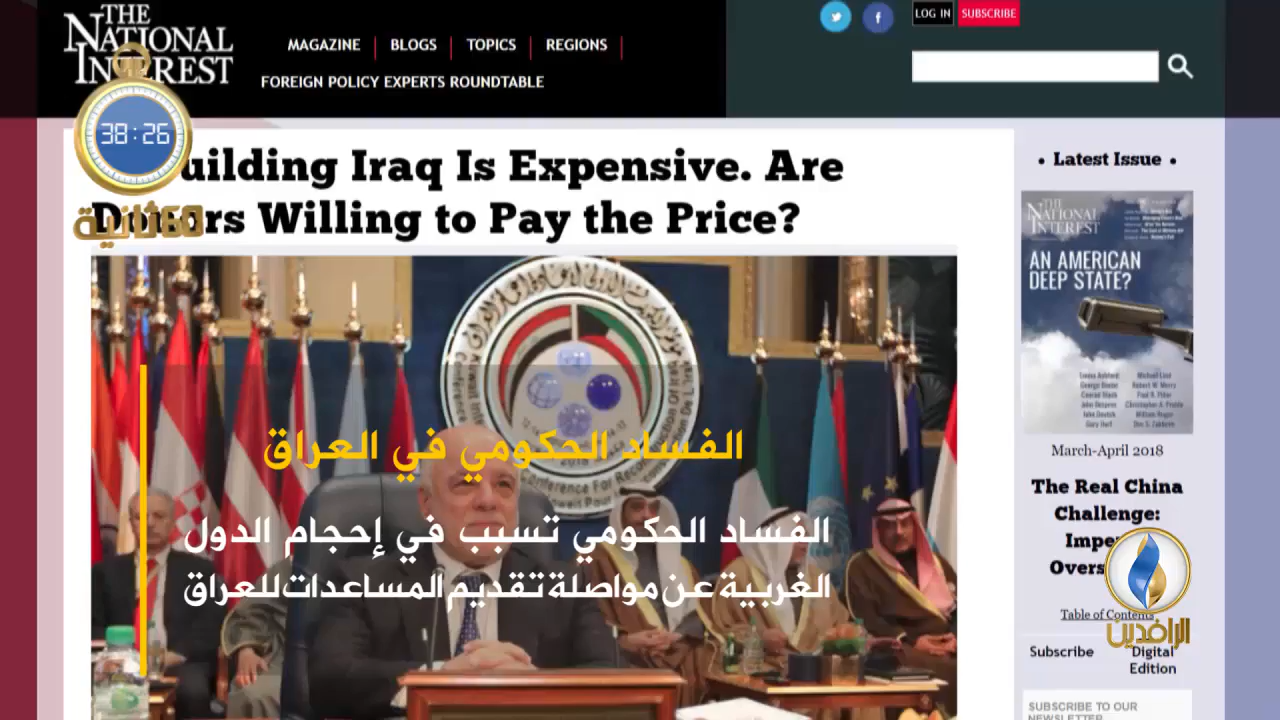 THE
NATIONAL
INTEREST
MAGAZINE
BLOGS
TOPICS
REGIONS
FOREIGN POLICY EXPERTS ROUNDTABLE
LOG IN
SUBSCRIBE
38:26
60ثانية
uilding Iraq Is Expensive. Are
Donors Willing to Pay the Price?
الفساد الحكومي في العراق
الفساد الحكومي تسبب في إحجام الدول
الغربية عن مواصلة تقديم المساعدات للعراق
• Latest Issue •
THE
NATIONAL
INTEREST
AN AMERICAN
DEEP STATE?
March-April 2018
The Real China
Challenge:
Table of Contents
الرافدين
Subscribe
Digital
Edition
SUBSCRIBE TO OUR
NEWSLETTER